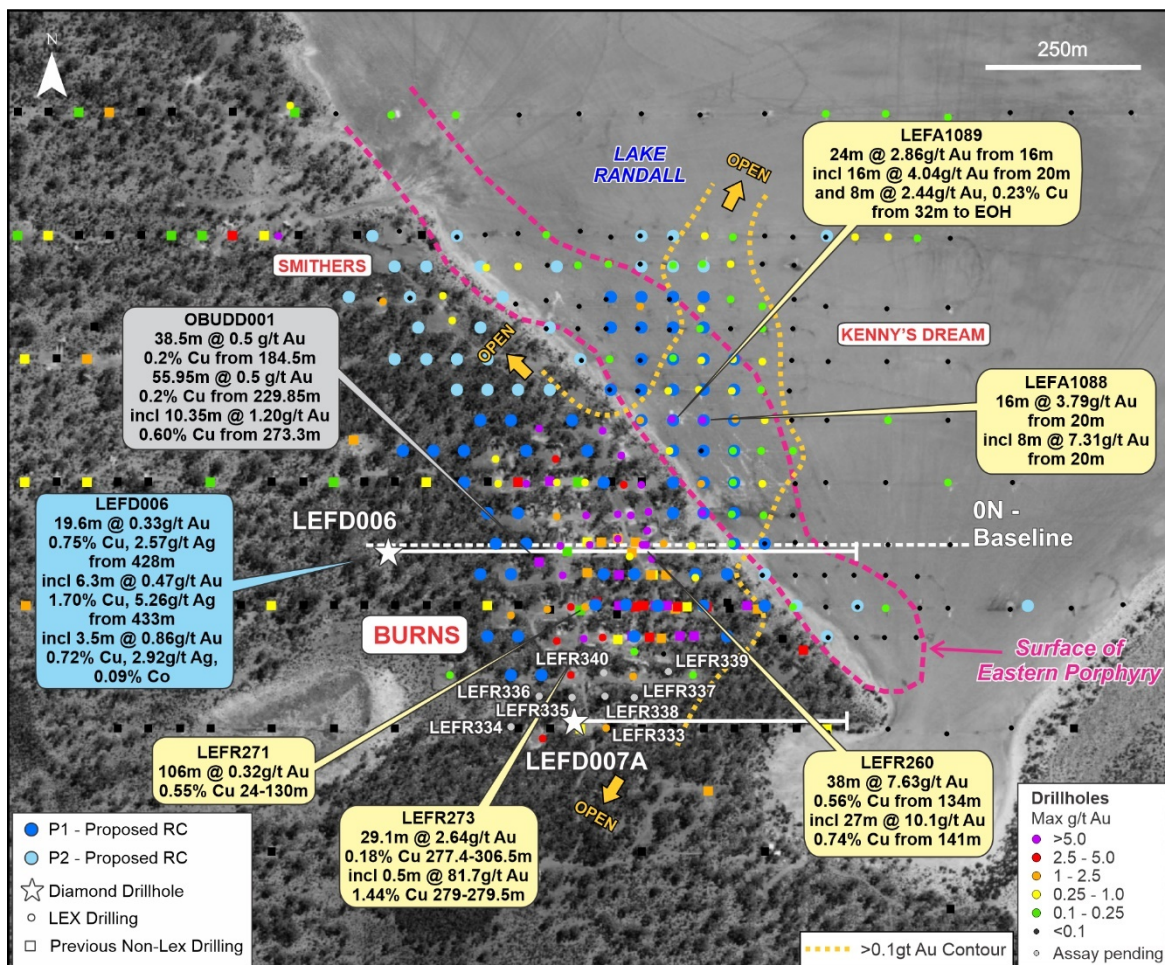 N
250m
LEFA1089
24m @ 2.86g/t Au from 16m
incl 16m @ 4.04g/t Au from 20m
and 8m @ 2.44g/t Au, 0.23% Cu
from 32m to EOH
LAKE
RANDALL
OPEN
SMITHERS
OBUDD001
38.5m @ 0.5 g/t Au
0.2% Cu from 184.5m
55.95m @ 0.5 g/t Au
0.2% Cu from 229.85m
incl 10.35m @ 1.20g/t Au
0.60% Cu from 273.3m
OPEN
KENNY'S DREAM
LEFA1088
16m @ 3.79g/t Au
from 20m
incl 8m @ 7.31g/t Au
from 20m
LEFD006
19.6m @ 0.33g/t Au
0.75% Cu, 2.57g/t Ag
from 428m
incl 6.3m @ 0.47g/t Au
1.70% Cu, 5.26g/t Ag
from 433m
incl 3.5m @ 0.86g/t Au
0.72% Cu, 2.92g/t Ag,
0.09% Co
LEFD006
0N -
Baseline
BURNS
Surface of
Eastern Porphyry
LEFR340
LEFR339
LEFR336
LEFR337
LEFR335
LEFR338
LEFR334
LEFR333
LEFD007A
OPEN
LEFR271
106m @ 0.32g/t Au
0.55% Cu 24-130m
LEFR273
29.1m @ 2.64g/t Au
0.18% Cu 277.4-306.5m
incl 0.5m @ 81.7g/t Au
1.44% Cu 279-279.5m
LEFR260
38m @ 7.63g/t Au
0.56% Cu from 134m
incl 27m @ 10.1g/t Au
0.74% Cu from 141m
P1 - Proposed RC
P2 - Proposed RC
Diamond Drillhole
LEX Drilling
Previous Non-Lex Drilling
>0.1gt Au Contour
Drillholes
Max g/t Au
>5.0
2.5 - 5.0
1 - 2.5
0.25 - 1.0
0.1 - 0.25
<0.1
Assay pending